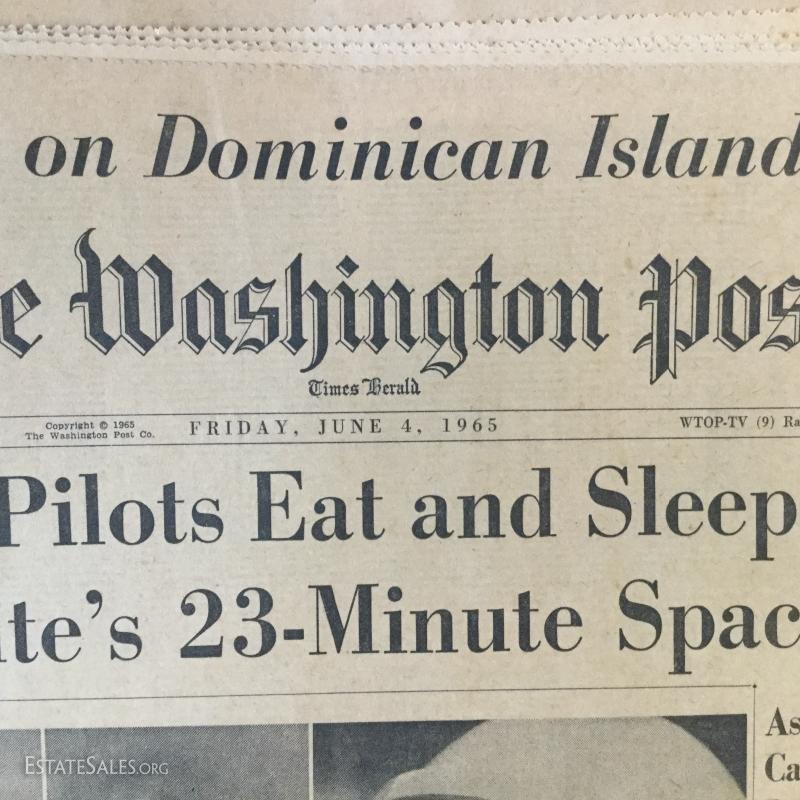 on Dominican Island
e Washington Pos
Times Herald
Copyright © 1965
The Washington Post Co.
FRIDAY, JUNE 4, 1965
WTOP-TV (9) Ra
Pilots Eat and Sleep
ite's 23-Minute Spac
As
Ca
ESTATESALES.ORG